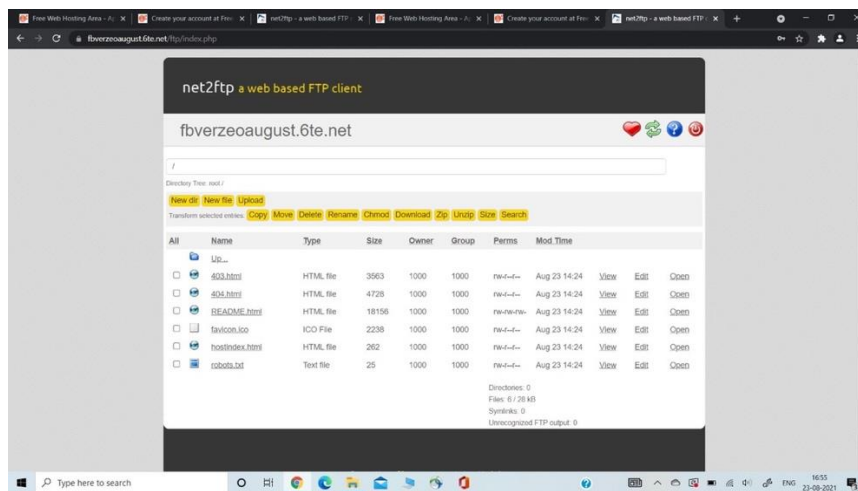 Free Web Hosting Area - Ap
Create your account at Free
net2ftp - a web based FTP
Free Web Hosting Area - Ap
Create your account at Free
net2ftp - a web based FTP c
fbverzeoaugust.6te.net/ftp/index.php
net2ftp a web based FTP client
fbverzeoaugust.6te.net
/
Directory Tree: root /
New dir New file Upload
Transform selected entries: Copy Move Delete Rename Chmod Download Zip Unzip Size Search
All Name Type Size Owner Group Perms Mod Time
Up ..
403.html HTML file 3563 1000 1000 rw-r--r-- Aug 23 14:24 View Edit Open
404.html HTML file 4728 1000 1000 rw-r--r-- Aug 23 14:24 View Edit Open
README.html HTML file 18156 1000 1000 rw-rw-rw- Aug 23 14:24 View Edit Open
favicon.ico ICO File 2238 1000 1000 rw-r--r-- Aug 23 14:24 View Edit Open
hostindex.html HTML file 262 1000 1000 rw-r--r-- Aug 23 14:24 View Edit Open
robots.txt Text file 25 1000 1000 rw-r--r-- Aug 23 14:24 View Edit Open
Directories: 0
Files: 6 / 28 kB
Symlinks: 0
Unrecognized FTP output: 0
Type here to search
ENG
16:55
23-08-2021